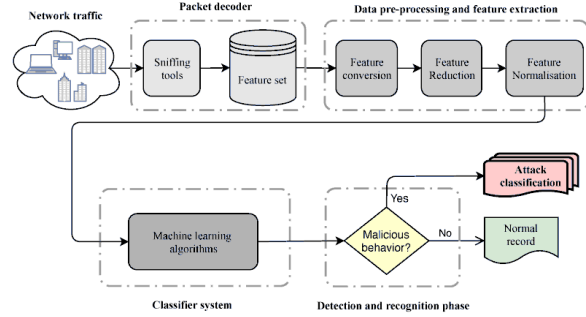 Network traffic
Packet decoder
Data pre-processing and feature extraction
Sniffing
tools
Feature set
Feature
conversion
Feature
Reduction
Feature
Normalisation
Attack
classification
Yes
Machine learning
algorithms
Malicious
behavior?
No
Normal
record
Classifier system
Detection and recognition phase